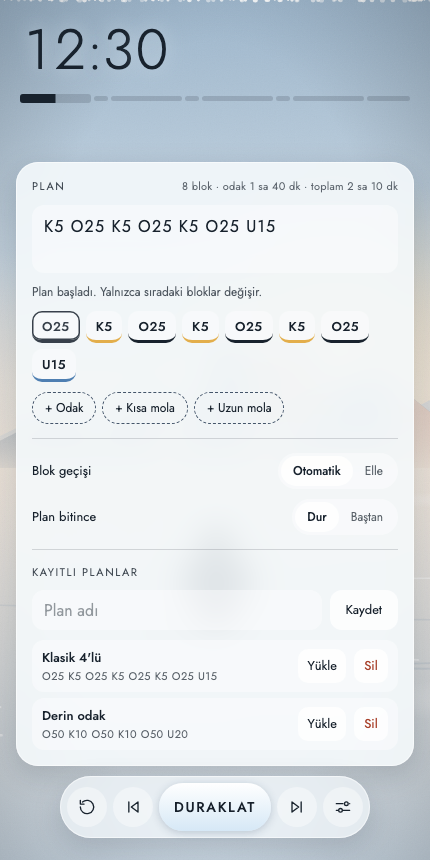 12:30
PLAN 8 blok · odak 1 sa 40 dk · toplam 2 sa 10 dk
K5 O25 K5 O25 K5 O25 U15
Plan başladı. Yalnızca sıradaki bloklar değişir.
O25 K5 O25 K5 O25 K5 O25
U15
+ Odak + Kısa mola + Uzun mola
Blok geçişi Otomatik Elle
Plan bitince Dur Baştan
KAYITLI PLANLAR
Plan adı Kaydet
Klasik 4'lü
O25 K5 O25 K5 O25 K5 O25 U15
Yükle Sil
Derin odak
O50 K10 O50 K10 O50 U20
Yükle Sil
DURAKLAT